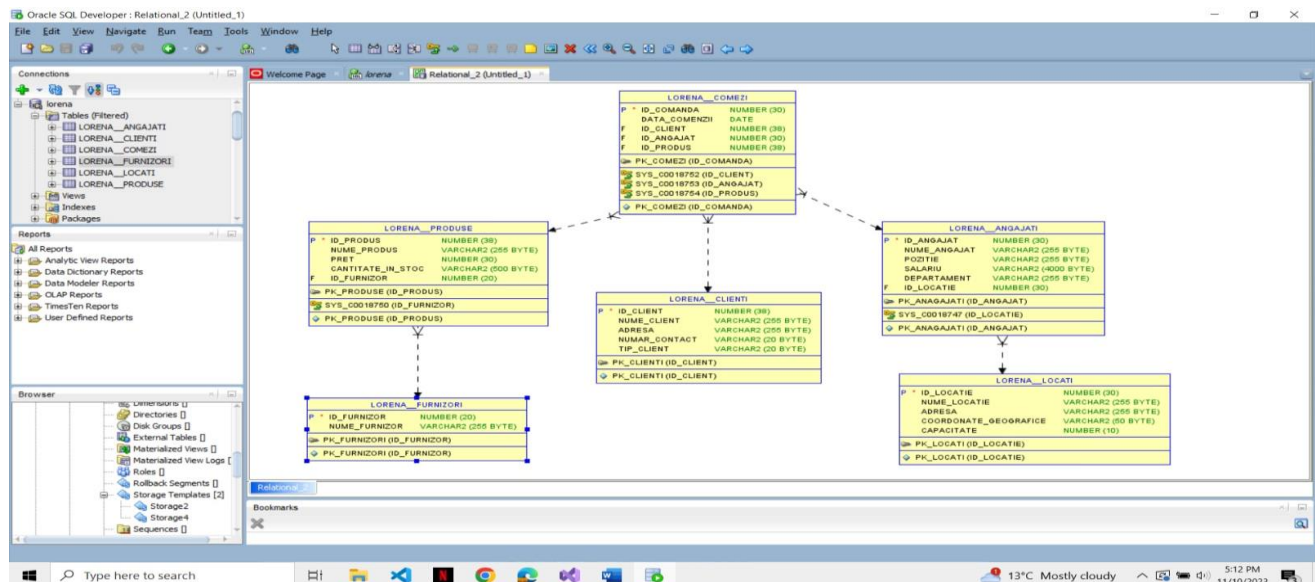 Oracle SQL Developer : Relational_2 (Untitled_1)
File Edit View Navigate Run Team Tools Window Help
Connections
lorena
Tables (Filtered)
LORENA__ANGAJATI
LORENA__CLIENTI
LORENA__COMEZI
LORENA__FURNIZORI
LORENA__LOCATI
LORENA__PRODUSE
Views
Indexes
Packages
Reports
All Reports
Analytic View Reports
Data Dictionary Reports
Data Modeler Reports
OLAP Reports
TimesTen Reports
User Defined Reports
Browser
Dimensions []
Directories []
Disk Groups []
External Tables []
Materialized Views []
Materialized View Logs [
Roles []
Rollback Segments []
Storage Templates [2]
Storage2
Storage4
Sequences []
Welcome Page lorena Relational_2 (Untitled_1)
LORENA__COMEZI
P * ID_COMANDA NUMBER (30)
DATA_COMENZII DATE
F ID_CLIENT NUMBER (38)
F ID_ANGAJAT NUMBER (30)
F ID_PRODUS NUMBER (38)
PK_COMEZI (ID_COMANDA)
SYS_C0018752 (ID_CLIENT)
SYS_C0018753 (ID_ANGAJAT)
SYS_C0018754 (ID_PRODUS)
PK_COMEZI (ID_COMANDA)
LORENA__PRODUSE
P * ID_PRODUS NUMBER (38)
NUME_PRODUS VARCHAR2 (255 BYTE)
PRET NUMBER (30)
CANTITATE_IN_STOC VARCHAR2 (500 BYTE)
F ID_FURNIZOR NUMBER (20)
PK_PRODUSE (ID_PRODUS)
SYS_C0018750 (ID_FURNIZOR)
PK_PRODUSE (ID_PRODUS)
LORENA__CLIENTI
P * ID_CLIENT NUMBER (38)
NUME_CLIENT VARCHAR2 (255 BYTE)
ADRESA VARCHAR2 (255 BYTE)
NUMAR_CONTACT VARCHAR2 (20 BYTE)
TIP_CLIENT VARCHAR2 (20 BYTE)
PK_CLIENTI (ID_CLIENT)
PK_CLIENTI (ID_CLIENT)
LORENA__ANGAJATI
P * ID_ANGAJAT NUMBER (30)
NUME_ANGAJAT VARCHAR2 (255 BYTE)
POZITIE VARCHAR2 (255 BYTE)
SALARIU VARCHAR2 (4000 BYTE)
DEPARTAMENT VARCHAR2 (255 BYTE)
F ID_LOCATIE NUMBER (30)
PK_ANAGAJATI (ID_ANGAJAT)
SYS_C0018747 (ID_LOCATIE)
PK_ANAGAJATI (ID_ANGAJAT)
LORENA__FURNIZORI
P * ID_FURNIZOR NUMBER (20)
NUME_FURNIZOR VARCHAR2 (255 BYTE)
PK_FURNIZORI (ID_FURNIZOR)
PK_FURNIZORI (ID_FURNIZOR)
LORENA__LOCATI
P * ID_LOCATIE NUMBER (30)
NUME_LOCATIE VARCHAR2 (255 BYTE)
ADRESA VARCHAR2 (255 BYTE)
COORDONATE_GEOGRAFICE VARCHAR2 (50 BYTE)
CAPACITATE NUMBER (10)
PK_LOCATI (ID_LOCATIE)
PK_LOCATI (ID_LOCATIE)
Bookmarks
Type here to search
13°C Mostly cloudy
5:12 PM
11/19/2023